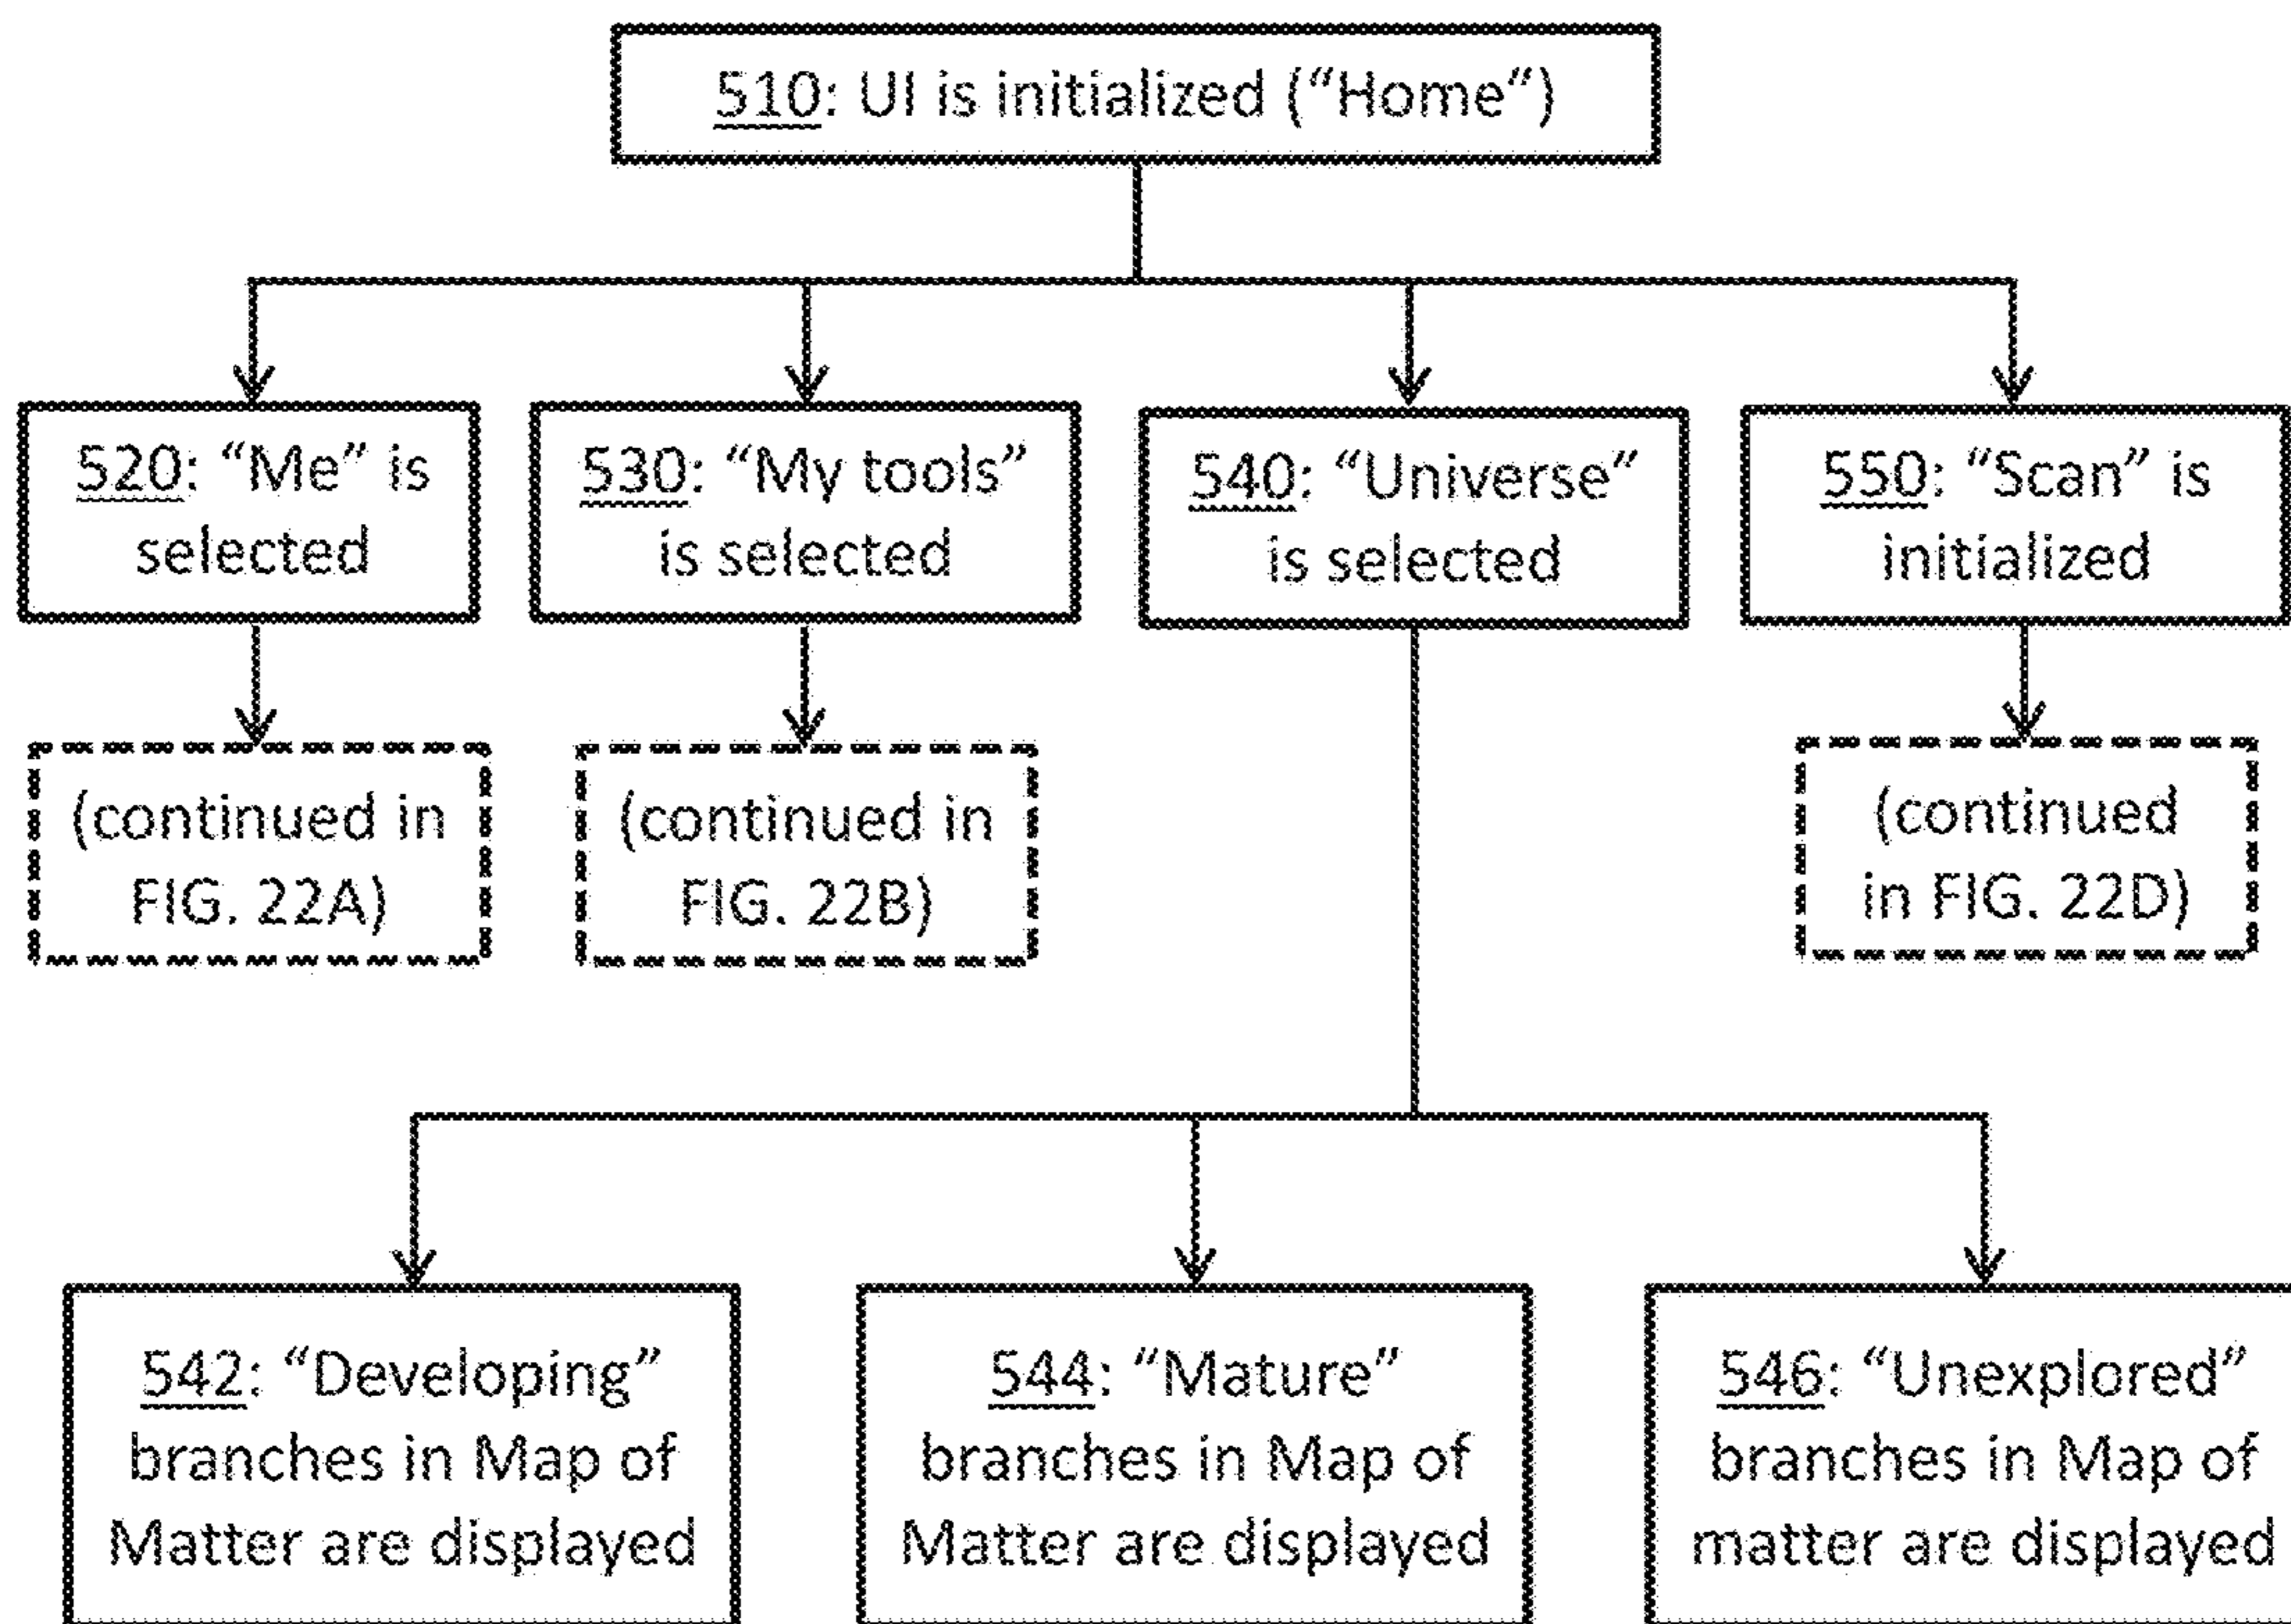 510: UI is initialized (“Home“)
520: “Me” is
selected
530: “My tools”
is selected
540: “Universe”
is selected
550: “Scan” is
initialized
(continued in
FIG. 22A)
(continued in
FIG. 22B)
(continued
in FIG. 22D)
542: “Developing”
branches in Map of
Matter are displayed
544: “Mature”
branches in Map of
Matter are displayed
546: “Unexplored”
branches in Map of
matter are displayed